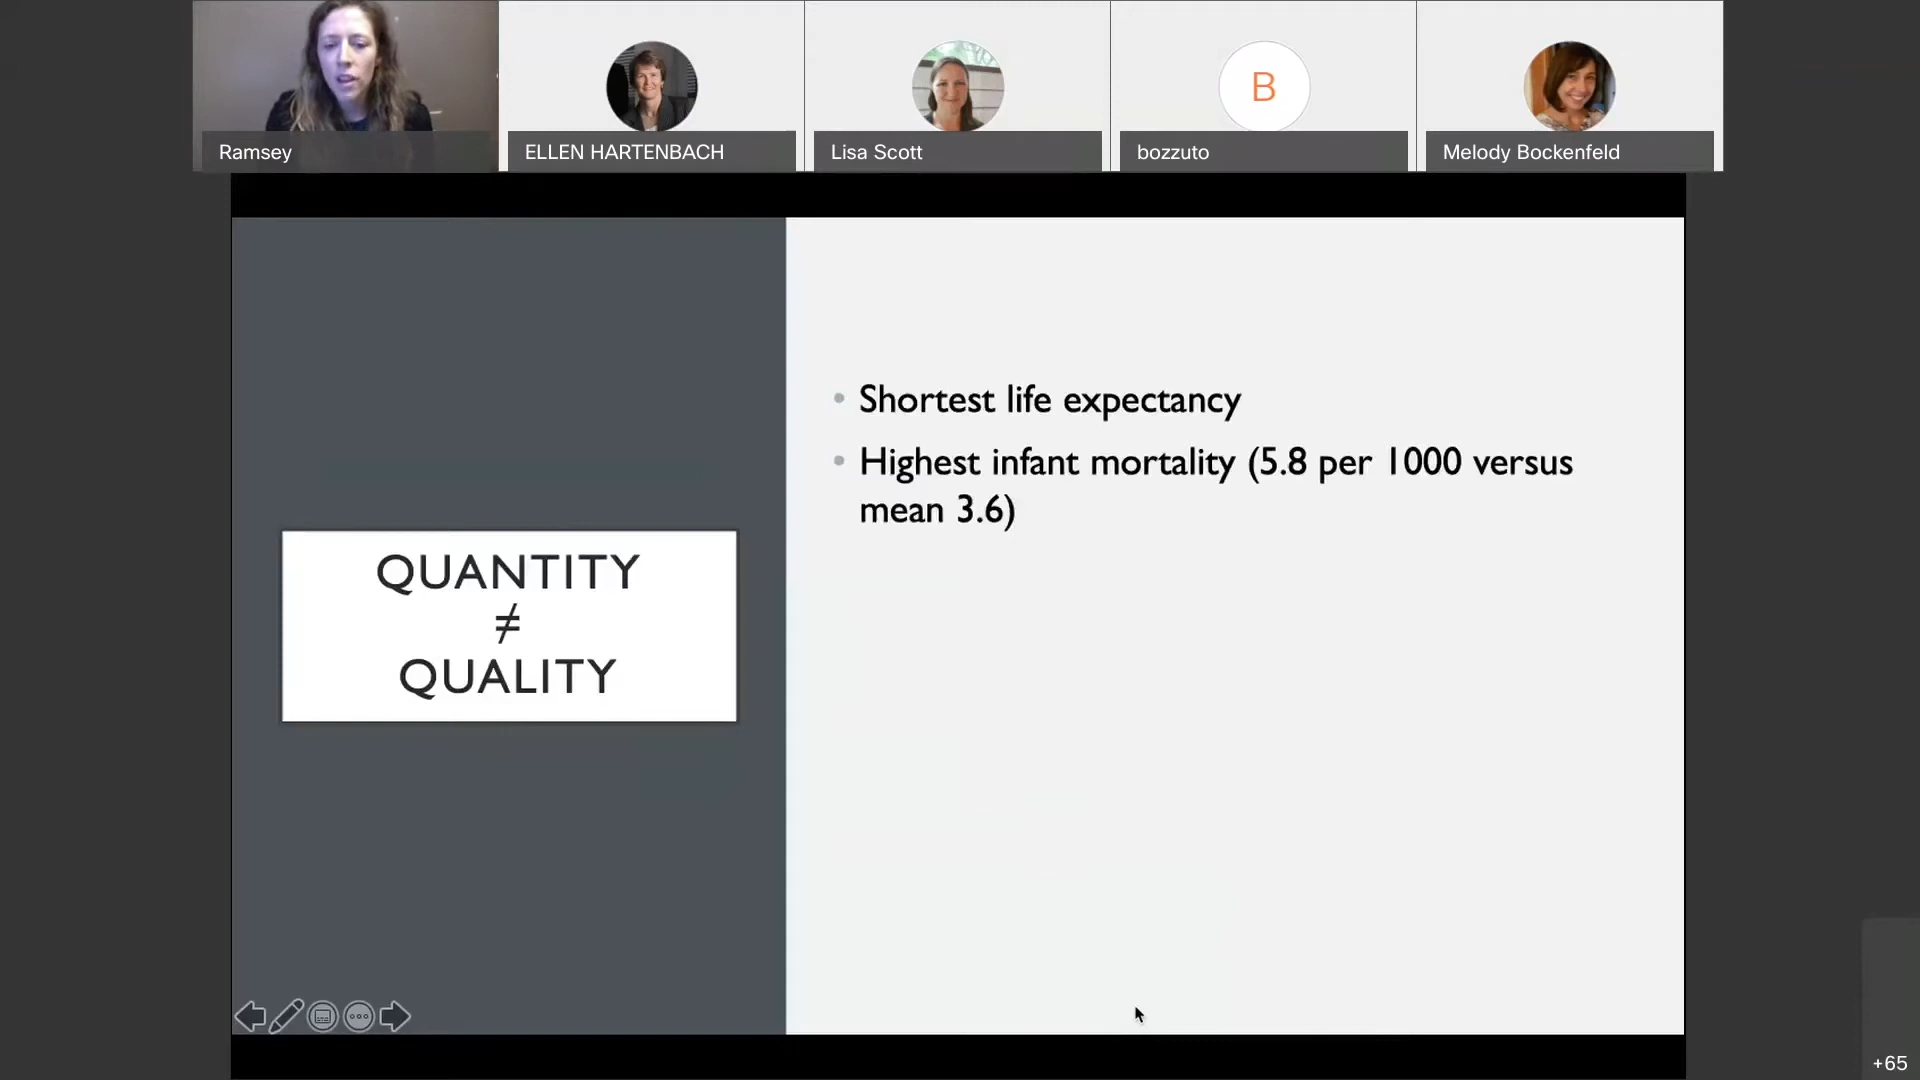 Ramsey
ELLEN HARTENBACH
Lisa Scott
B
bozzuto
Melody Bockenfeld
QUANTITY
≠
QUALITY
• Shortest life expectancy
• Highest infant mortality (5.8 per 1000 versus
mean 3.6)
+65